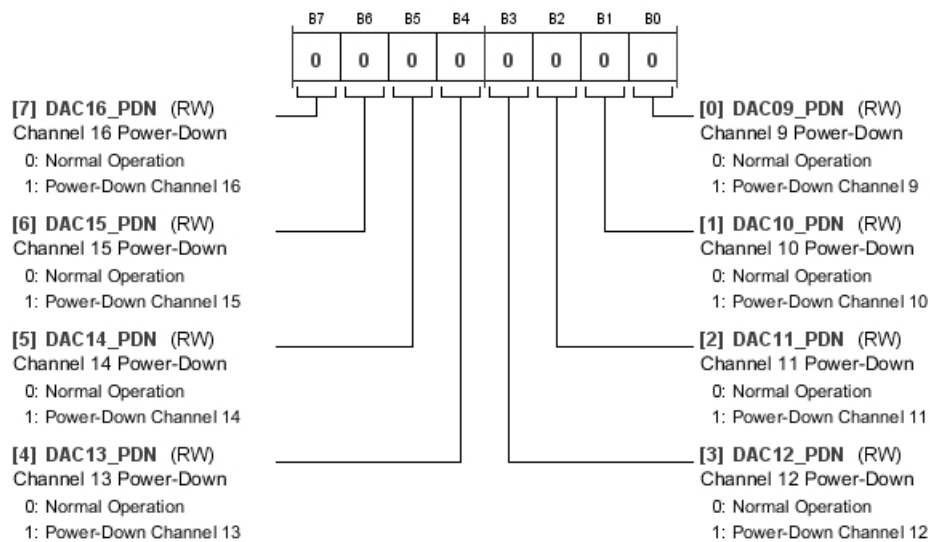 B7 B6 B5 B4 B3 B2 B1 B0
0 0 0 0 0 0 0 0
[7] DAC16_PDN (RW)
Channel 16 Power-Down
0: Normal Operation
1: Power-Down Channel 16
[6] DAC15_PDN (RW)
Channel 15 Power-Down
0: Normal Operation
1: Power-Down Channel 15
[5] DAC14_PDN (RW)
Channel 14 Power-Down
0: Normal Operation
1: Power-Down Channel 14
[4] DAC13_PDN (RW)
Channel 13 Power-Down
0: Normal Operation
1: Power-Down Channel 13
[0] DAC09_PDN (RW)
Channel 9 Power-Down
0: Normal Operation
1: Power-Down Channel 9
[1] DAC10_PDN (RW)
Channel 10 Power-Down
0: Normal Operation
1: Power-Down Channel 10
[2] DAC11_PDN (RW)
Channel 11 Power-Down
0: Normal Operation
1: Power-Down Channel 11
[3] DAC12_PDN (RW)
Channel 12 Power-Down
0: Normal Operation
1: Power-Down Channel 12